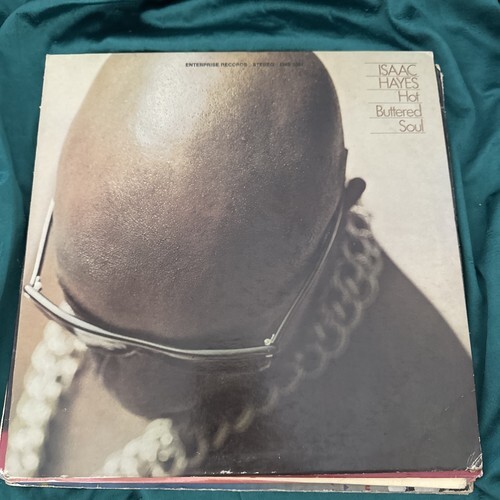 ENTERPRISE RECORDS / STEREO
ISAAC
HAYES
Hot
Buttered
Soul